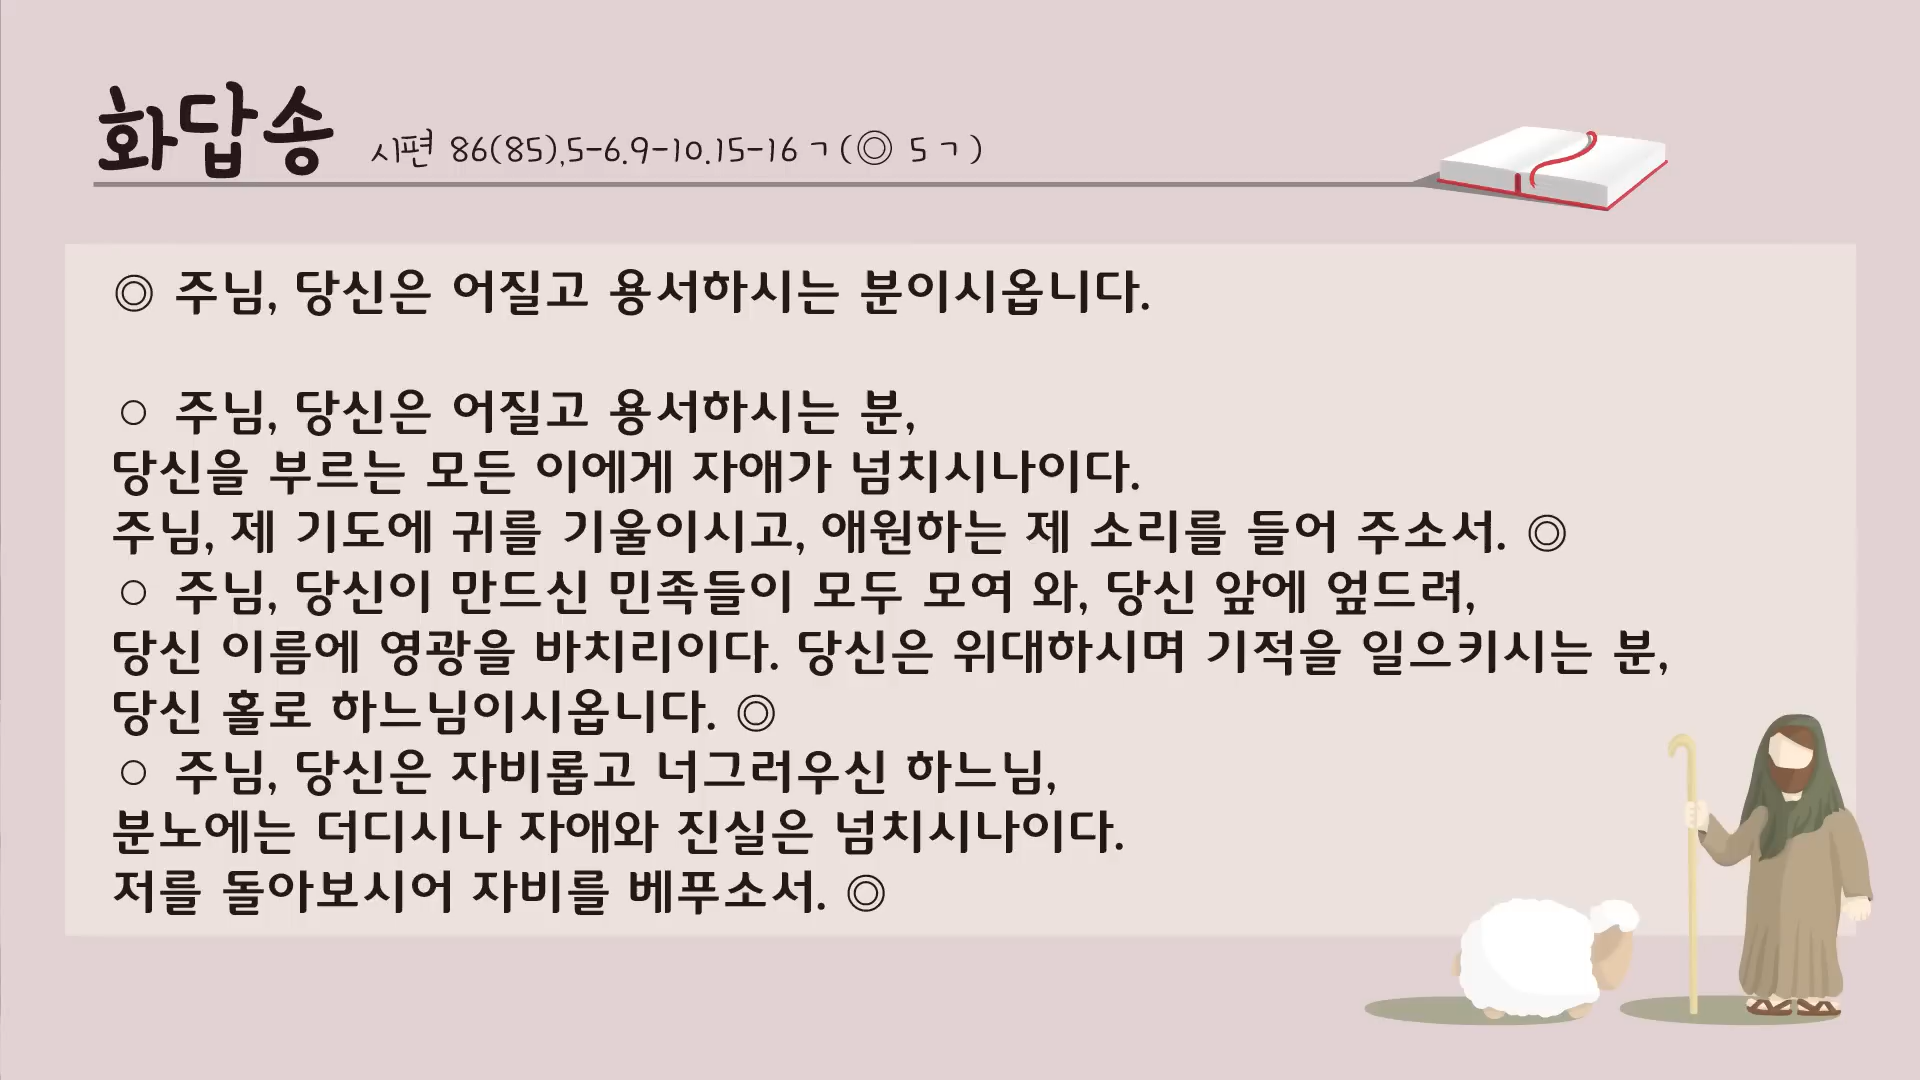 화답송 시편 86(85),5-6.9-10.15-16ㄱ(◎ 5ㄱ)
◎ 주님, 당신은 어질고 용서하시는 분이시옵니다.
○ 주님, 당신은 어질고 용서하시는 분,
당신을 부르는 모든 이에게 자애가 넘치시나이다.
주님, 제 기도에 귀를 기울이시고, 애원하는 제 소리를 들어 주소서. ◎
○ 주님, 당신이 만드신 민족들이 모두 모여 와, 당신 앞에 엎드려,
당신 이름에 영광을 바치리이다. 당신은 위대하시며 기적을 일으키시는 분,
당신 홀로 하느님이시옵니다. ◎
○ 주님, 당신은 자비롭고 너그러우신 하느님,
분노에는 더디시나 자애와 진실은 넘치시나이다.
저를 돌아보시어 자비를 베푸소서. ◎